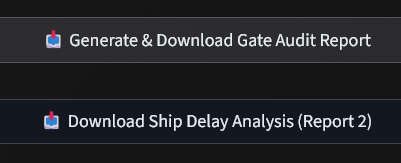 📥 Generate & Download Gate Audit Report
📥 Download Ship Delay Analysis (Report 2)